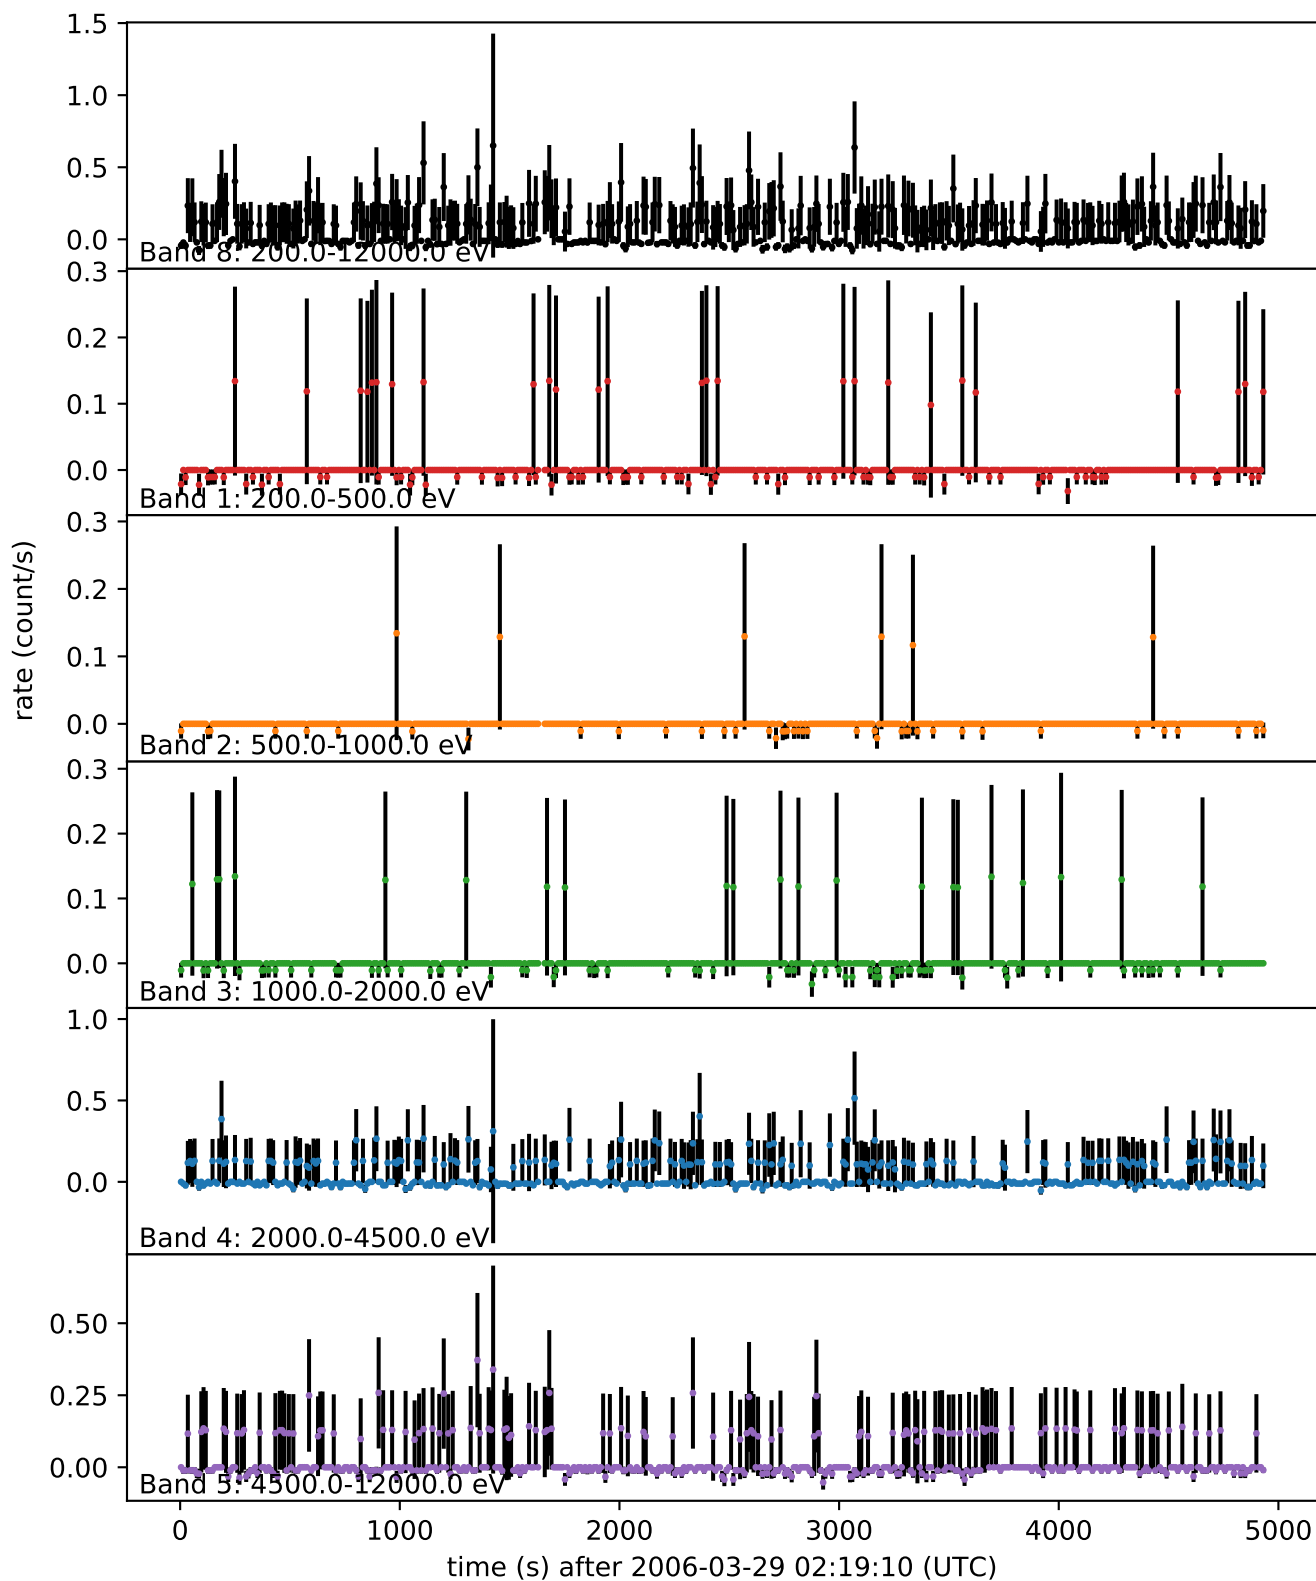 1.5
1.0
0.5
0.0
Band 8: 200.0-12000.0 eV
0.3
0.2
0.1
0.0
Band 1: 200.0-500.0 eV
0.3
0.2
0.1
0.0
Band 2: 500.0-1000.0 eV
rate (count/s)
0.3
0.2
0.1
0.0
Band 3: 1000.0-2000.0 eV
1.0
0.5
0.0
Band 4: 2000.0-4500.0 eV
0.50
0.25
0.00
Band 5: 4500.0-12000.0 eV
0 1000 2000 3000 4000 5000
time (s) after 2006-03-29 02:19:10 (UTC)